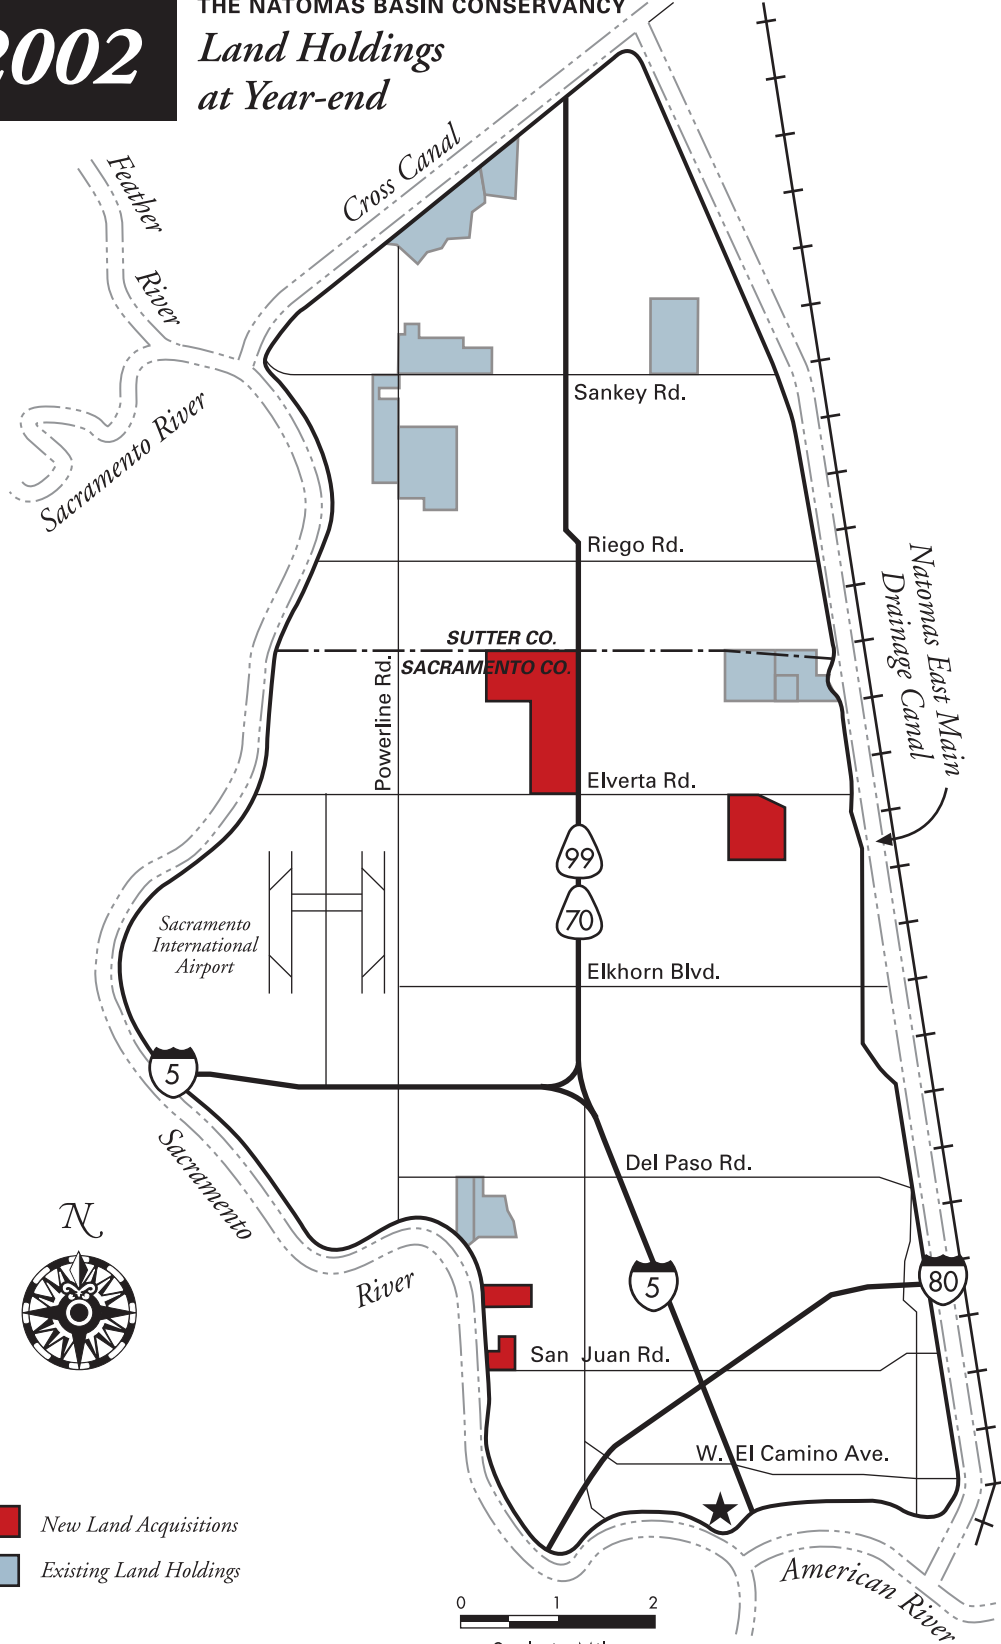 2002
THE NATOMAS BASIN CONSERVANCY
Land Holdings
at Year-end
Cross Canal
Feather
River
Sacramento River
Sankey Rd.
Riego Rd.
SUTTER CO.
SACRAMENTO CO.
Powerline Rd.
Natomas East Main
Drainage Canal
Elverta Rd.
99
70
Sacramento
International
Airport
Elkhorn Blvd.
5
Sacramento
River
Del Paso Rd.
N
5
80
San Juan Rd.
W. El Camino Ave.
New Land Acquisitions
Existing Land Holdings
American River
0 1 2